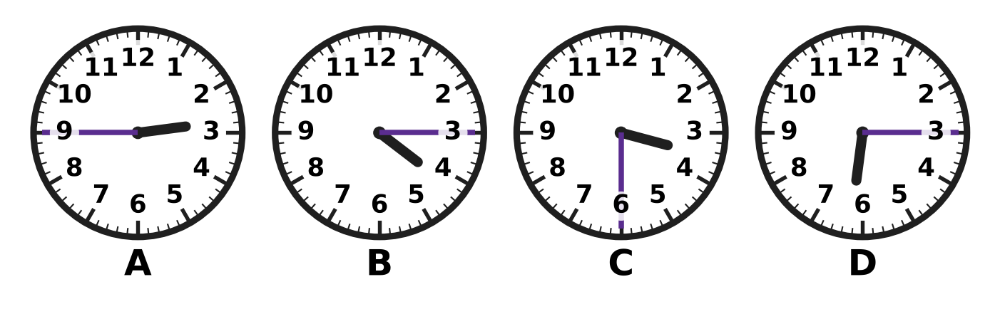 12 12 12 12
11 1 11 1 11 1 11 1
10 2 10 2 10 2 10 2
9 3 9 3 9 3 9 3
8 4 8 4 8 4 8 4
7 5 7 5 7 5 7 5
6 6 6 6
A B C D